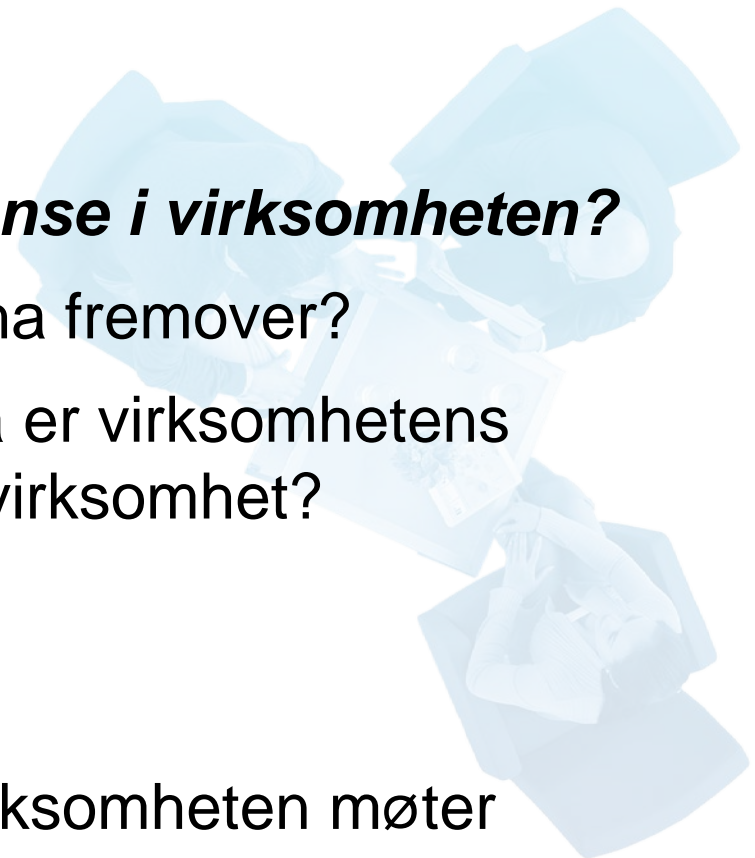 nse i virksomheten?
na fremover?
er virksomhetens
virksomhet?
ksomheten møter